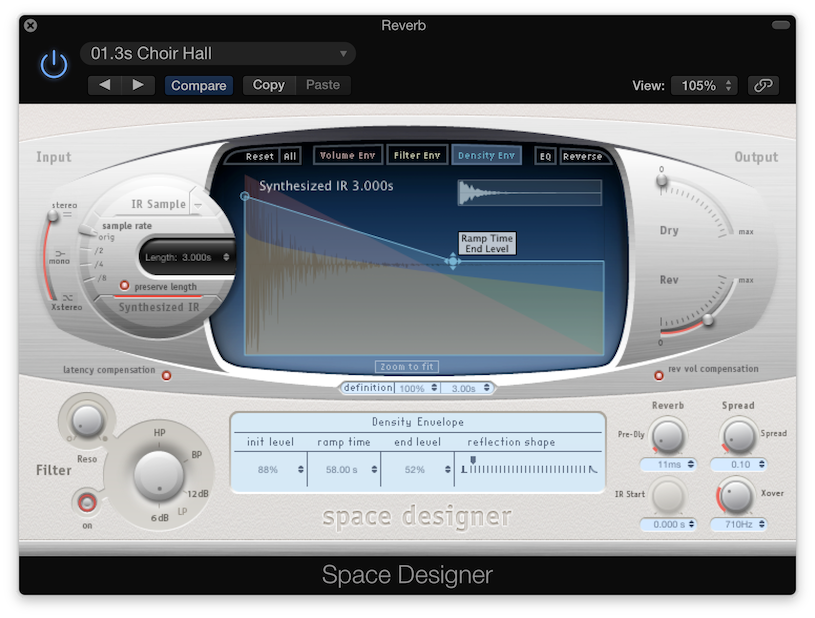 Reverb
01.3s Choir Hall
Compare
Copy
Paste
View:
105%
Input
Output
Reset
All
Volume Env
Filter Env
Density Env
EQ
Reverse
Synthesized IR 3.000s
stereo
mono
Xstereo
IR Sample
sample rate
orig
/2
/4
/8
Length: 3.000s
preserve length
Synthesized IR
Ramp Time
End Level
0
Dry
max
Rev
max
0
Zoom to fit
latency compensation
rev vol compensation
definition
100%
3.00s
Density Envelope
init level
ramp time
end level
reflection shape
88%
58.00 s
52%
Reso
Filter
on
HP
BP
12dB
LP
6dB
Reverb
Spread
Pre-Dly
11ms
Spread
0.10
IR Start
0.000 s
Xover
710Hz
space designer
Space Designer